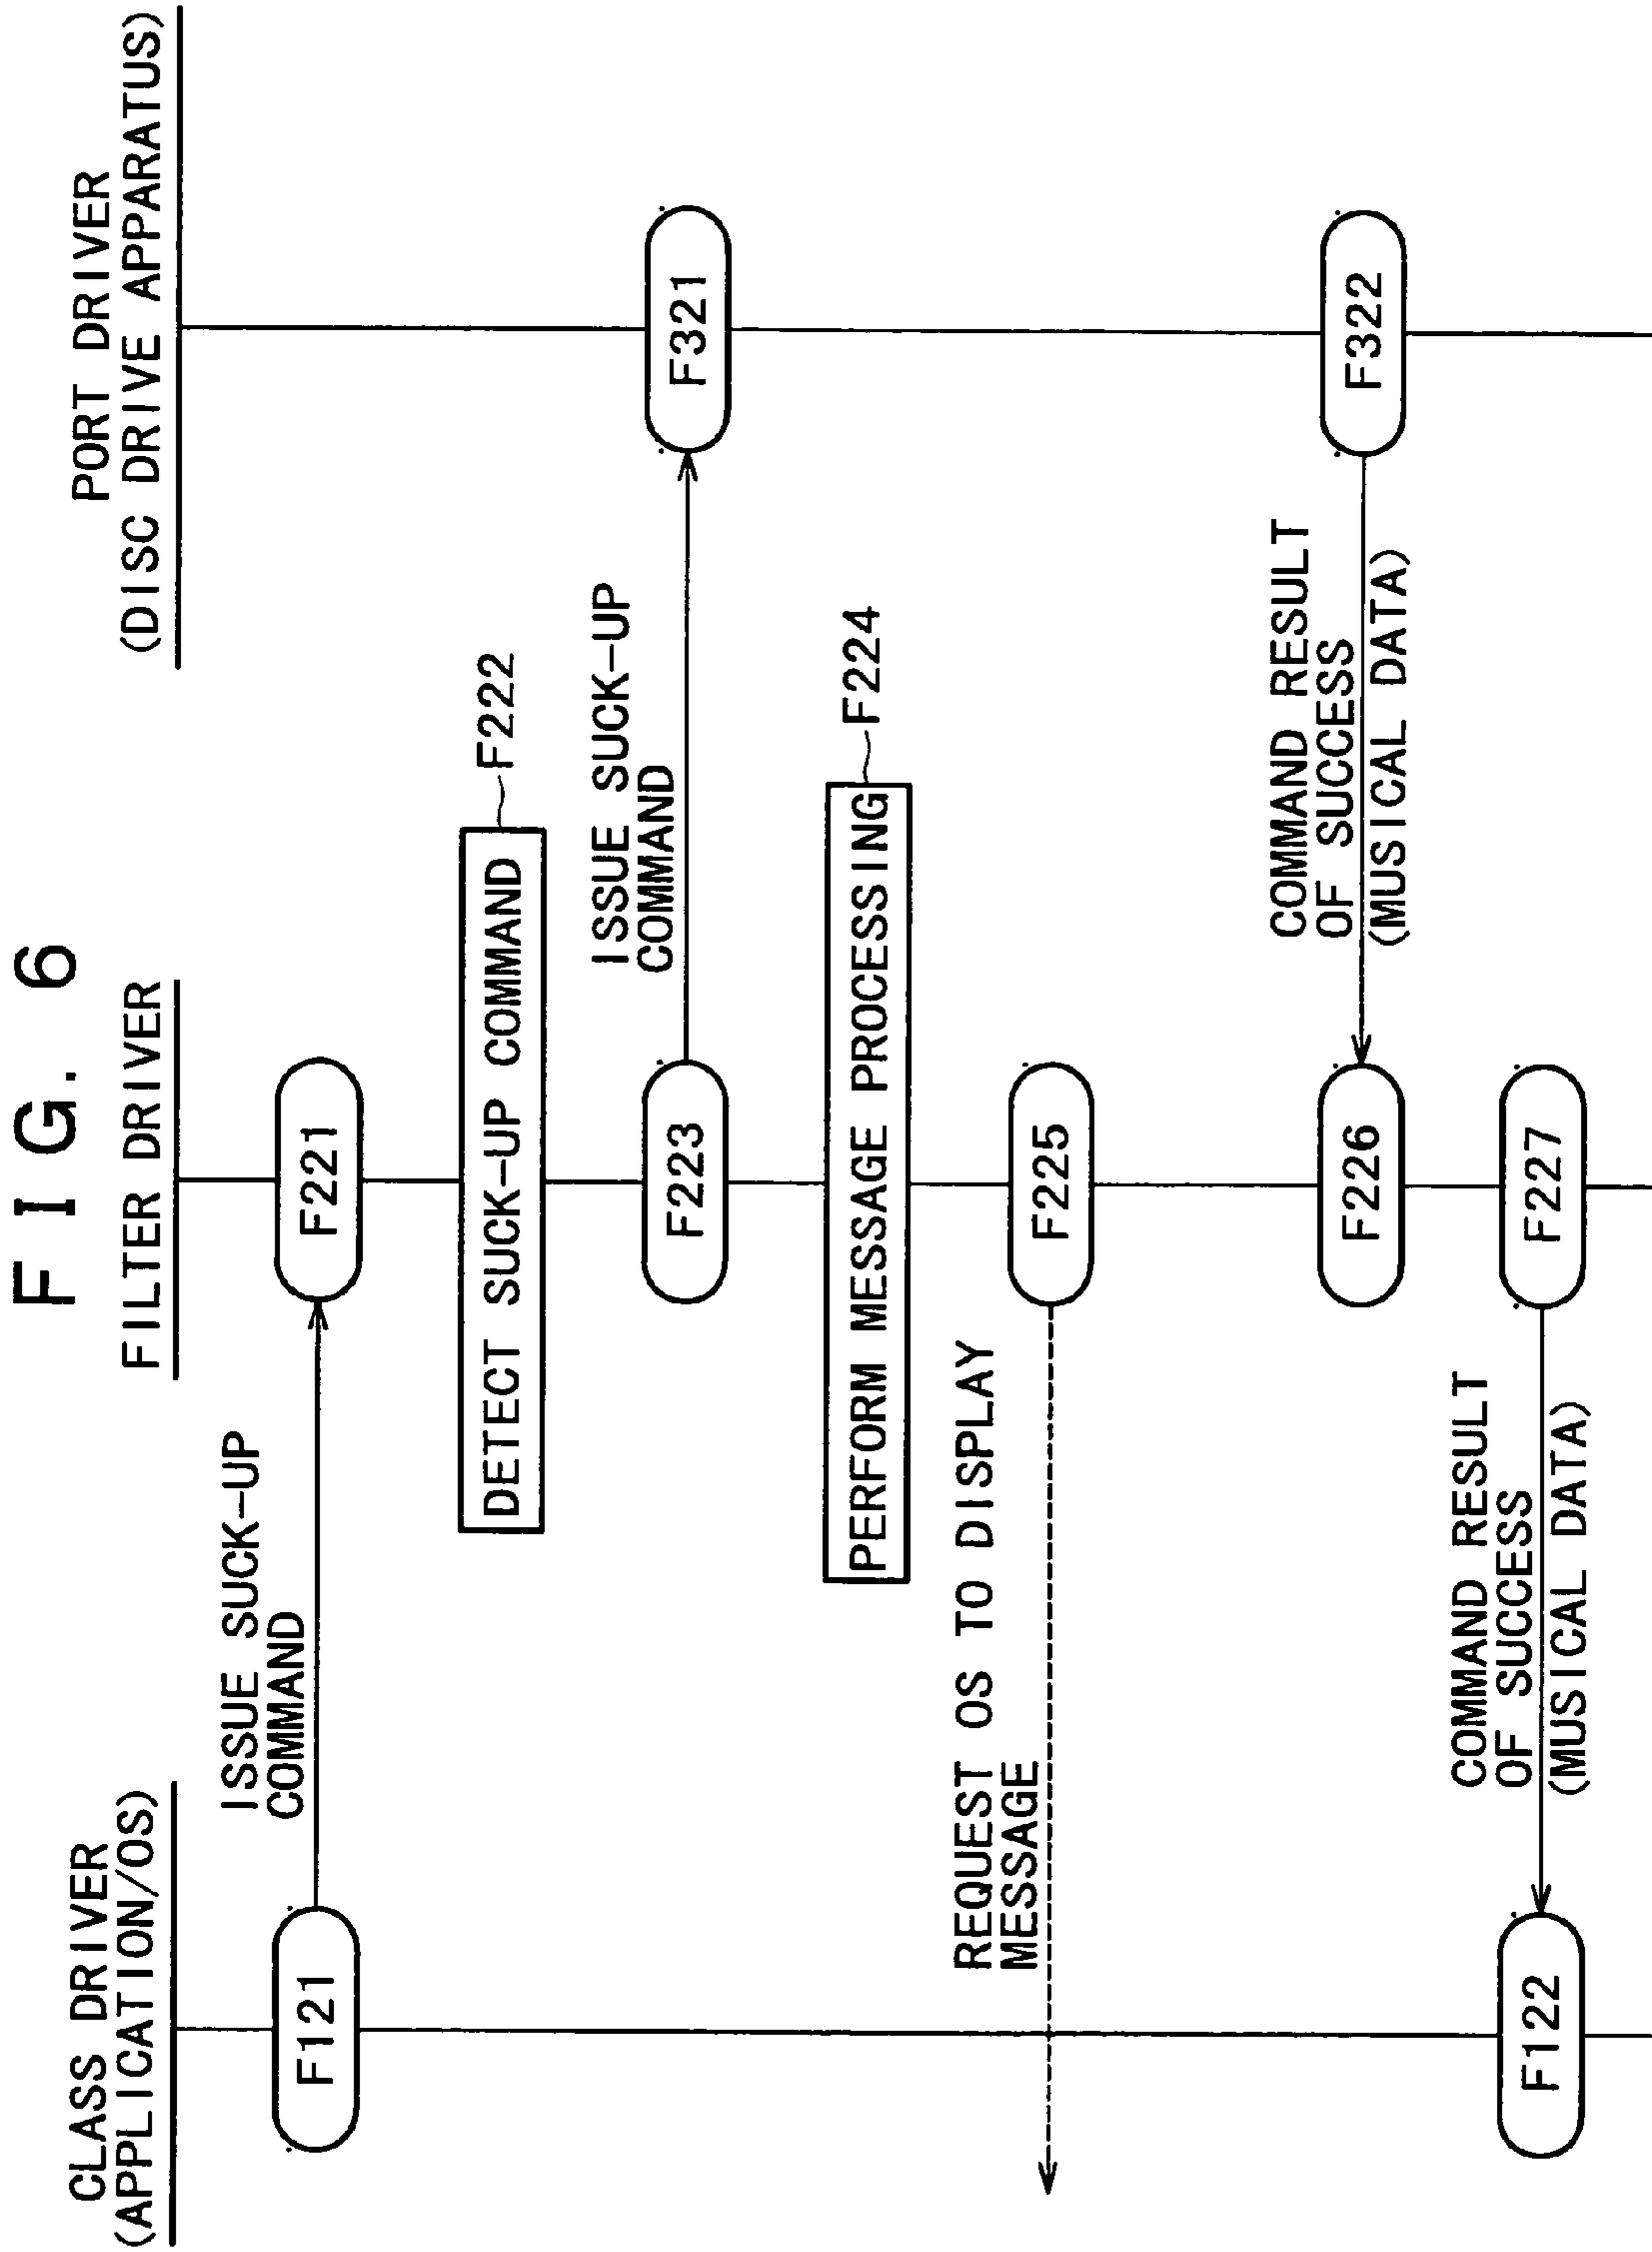 FIG. 6
CLASS DRIVER
(APPLICATION/OS)
FILTER DRIVER
PORT DRIVER
(DISC DRIVE APPARATUS)
F121
ISSUE SUCK-UP
COMMAND
F221
DETECT SUCK-UP COMMAND
F222
F223
ISSUE SUCK-UP
COMMAND
F321
PERFORM MESSAGE PROCESSING
F224
REQUEST OS TO DISPLAY
MESSAGE
F225
F226
COMMAND RESULT
OF SUCCESS
(MUSICAL DATA)
F322
F122
COMMAND RESULT
OF SUCCESS
(MUSICAL DATA)
F227